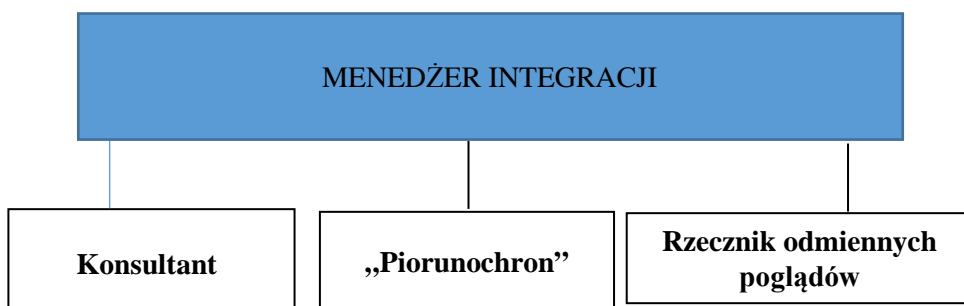 MENEDŻER INTEGRACJI
Konsultant
„Piorunochron”
Rzecznik odmiennych
poglądów